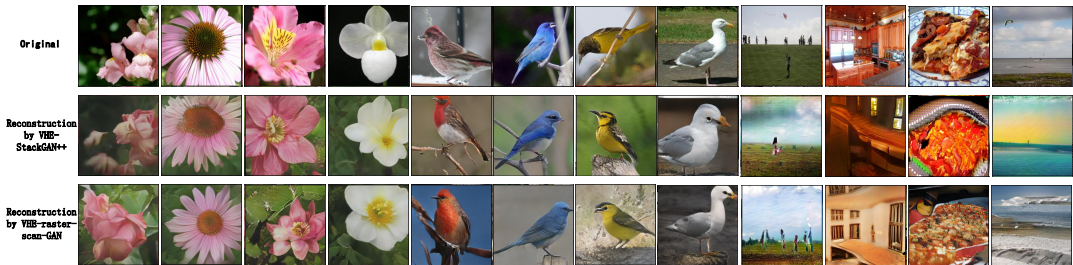 Original
Reconstruction
by VHE-
StackGAN++
Reconstruction
by VHE-raster-
scan-GAN